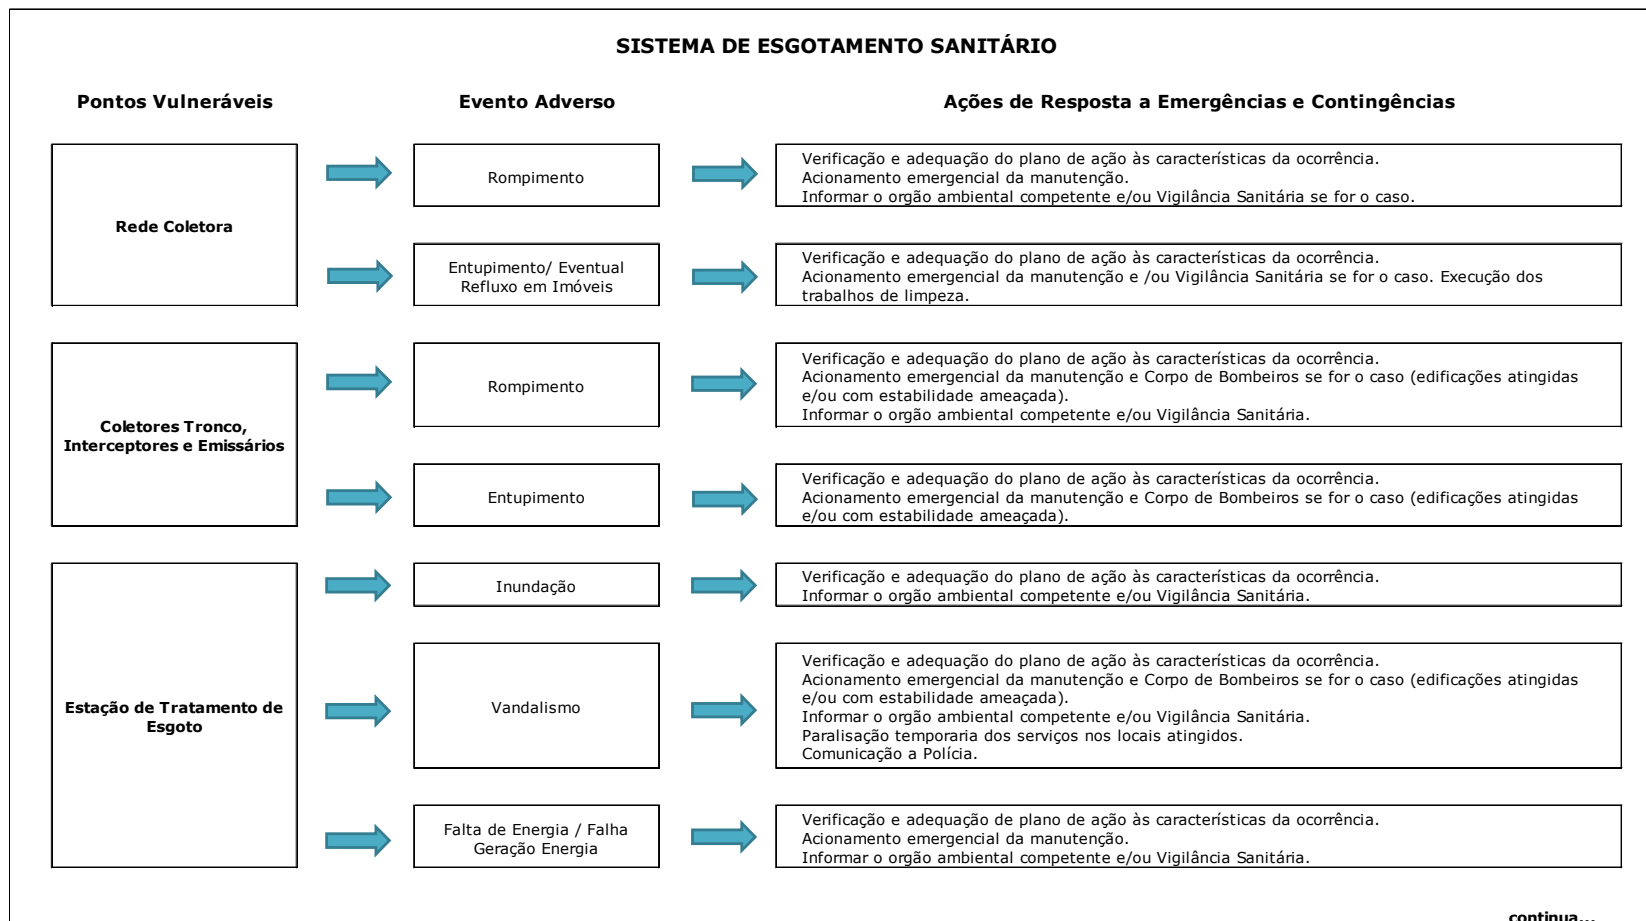 SISTEMA DE ESGOTAMENTO SANITÁRIO
Pontos Vulneráveis
Evento Adverso
Ações de Resposta a Emergências e Contingências
Rede Coletora
Rompimento
Verificação e adequação do plano de ação às características da ocorrência.
Acionamento emergencial da manutenção.
Informar o orgão ambiental competente e/ou Vigilância Sanitária se for o caso.
Entupimento/ Eventual
Refluxo em Imóveis
Verificação e adequação do plano de ação às características da ocorrência.
Acionamento emergencial da manutenção e /ou Vigilância Sanitária se for o caso. Execução dos
trabalhos de limpeza.
Coletores Tronco,
Interceptores e Emissários
Rompimento
Verificação e adequação do plano de ação às características da ocorrência.
Acionamento emergencial da manutenção e Corpo de Bombeiros se for o caso (edificações atingidas
e/ou com estabilidade ameaçada).
Informar o orgão ambiental competente e/ou Vigilância Sanitária.
Entupimento
Verificação e adequação do plano de ação às características da ocorrência.
Acionamento emergencial da manutenção e Corpo de Bombeiros se for o caso (edificações atingidas
e/ou com estabilidade ameaçada).
Estação de Tratamento de
Esgoto
Inundação
Verificação e adequação do plano de ação às características da ocorrência.
Informar o orgão ambiental competente e/ou Vigilância Sanitária.
Vandalismo
Verificação e adequação do plano de ação às características da ocorrência.
Acionamento emergencial da manutenção e Corpo de Bombeiros se for o caso (edificações atingidas
e/ou com estabilidade ameaçada).
Informar o orgão ambiental competente e/ou Vigilância Sanitária.
Paralisação temporaria dos serviços nos locais atingidos.
Comunicação a Polícia.
Falta de Energia / Falha
Geração Energia
Verificação e adequação de plano de ação às características da ocorrência.
Acionamento emergencial da manutenção.
Informar o orgão ambiental competente e/ou Vigilância Sanitária.
continua...